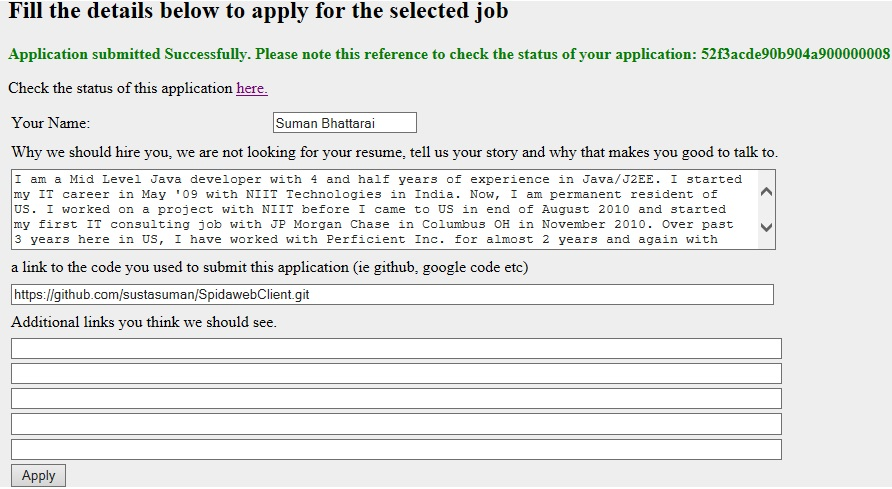 Fill the details below to apply for the selected job
Application submitted Successfully. Please note this reference to check the status of your application: 52f3acde90b904a900000008
Check the status of this application here.
Your Name: Suman Bhattarai
Why we should hire you, we are not looking for your resume, tell us your story and why that makes you good to talk to.
I am a Mid Level Java developer with 4 and half years of experience in Java/J2EE. I started
my IT career in May '09 with NIIT Technologies in India. Now, I am permanent resident of
US. I worked on a project with NIIT before I came to US in end of August 2010 and started
my first IT consulting job with JP Morgan Chase in Columbus OH in November 2010. Over past
3 years here in US, I have worked with Perficient Inc. for almost 2 years and again with
a link to the code you used to submit this application (ie github, google code etc)
https://github.com/sustasuman/SpidawebClient.git
Additional links you think we should see.
Apply